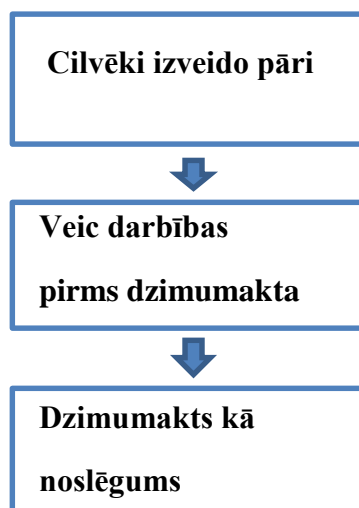 Cilvēki izveido pāri
Veic darbības
pirms dzimumakta
Dzimumakts kā
noslēgums